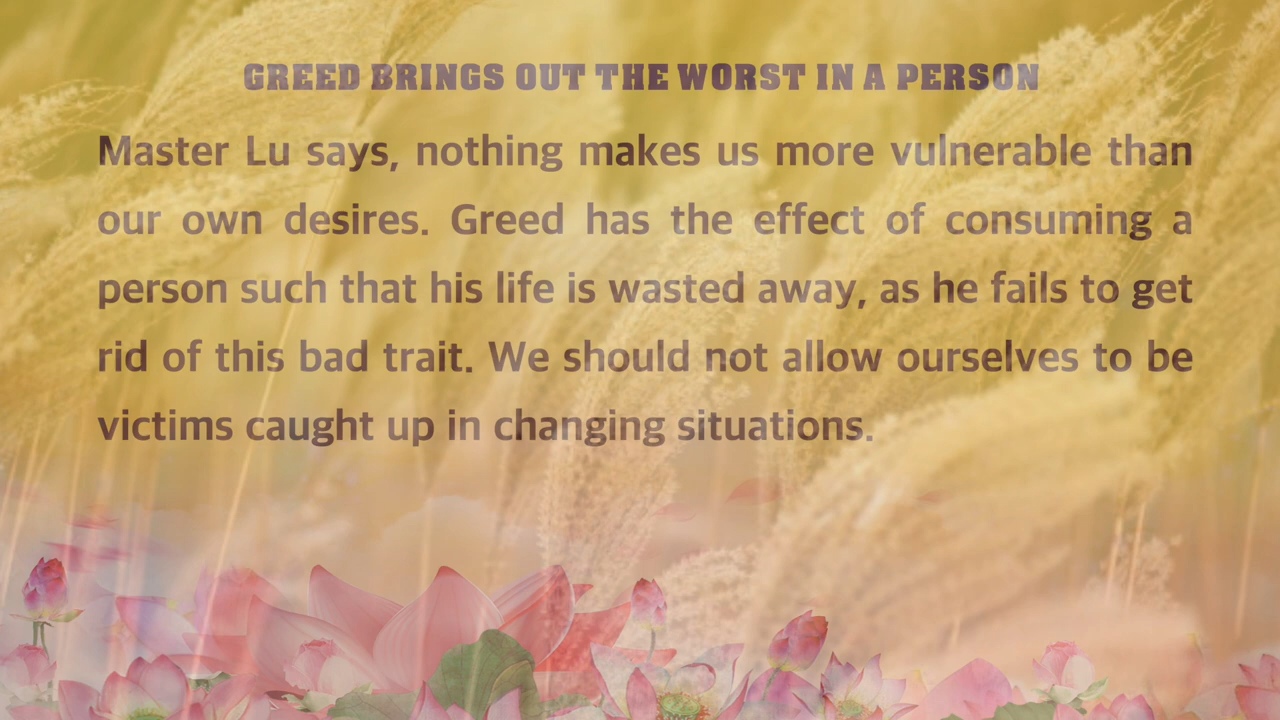 GREED BRINGS OUT THE WORST IN A PERSON
Master Lu says, nothing makes us more vulnerable than
our own desires. Greed has the effect of consuming a
person such that his life is wasted away, as he fails to get
rid of this bad trait. We should not allow ourselves to be
victims caught up in changing situations.